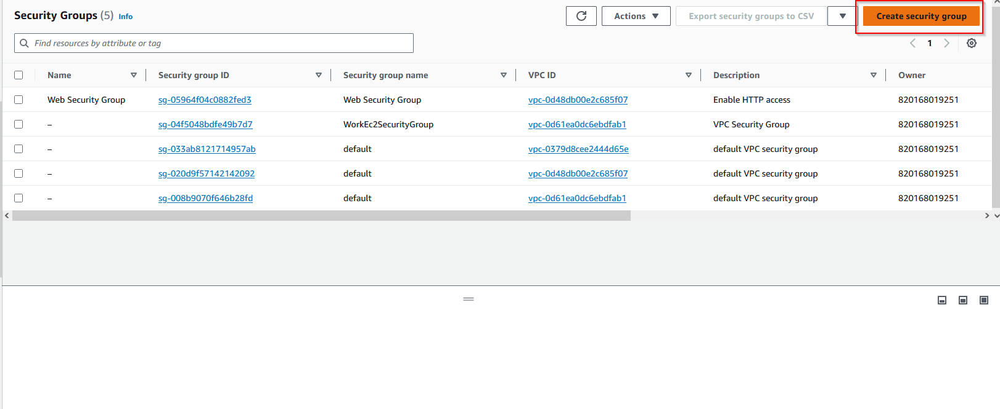 Security Groups (5) Info
Actions
Export security groups to CSV
Create security group
Find resources by attribute or tag
1
Name Security group ID Security group name VPC ID Description Owner
Web Security Group sg-05964f04c0882fed3 Web Security Group vpc-0d48db00e2c685f07 Enable HTTP access 820168019251
– sg-04f5048bdfe49b7d7 WorkEc2SecurityGroup vpc-0d61ea0dc6ebdfab1 VPC Security Group 820168019251
– sg-033ab8121714957ab default vpc-0379d8cee2444d65e default VPC security group 820168019251
– sg-020d9f57142142092 default vpc-0d48db00e2c685f07 default VPC security group 820168019251
– sg-008b9070f646b28fd default vpc-0d61ea0dc6ebdfab1 default VPC security group 820168019251